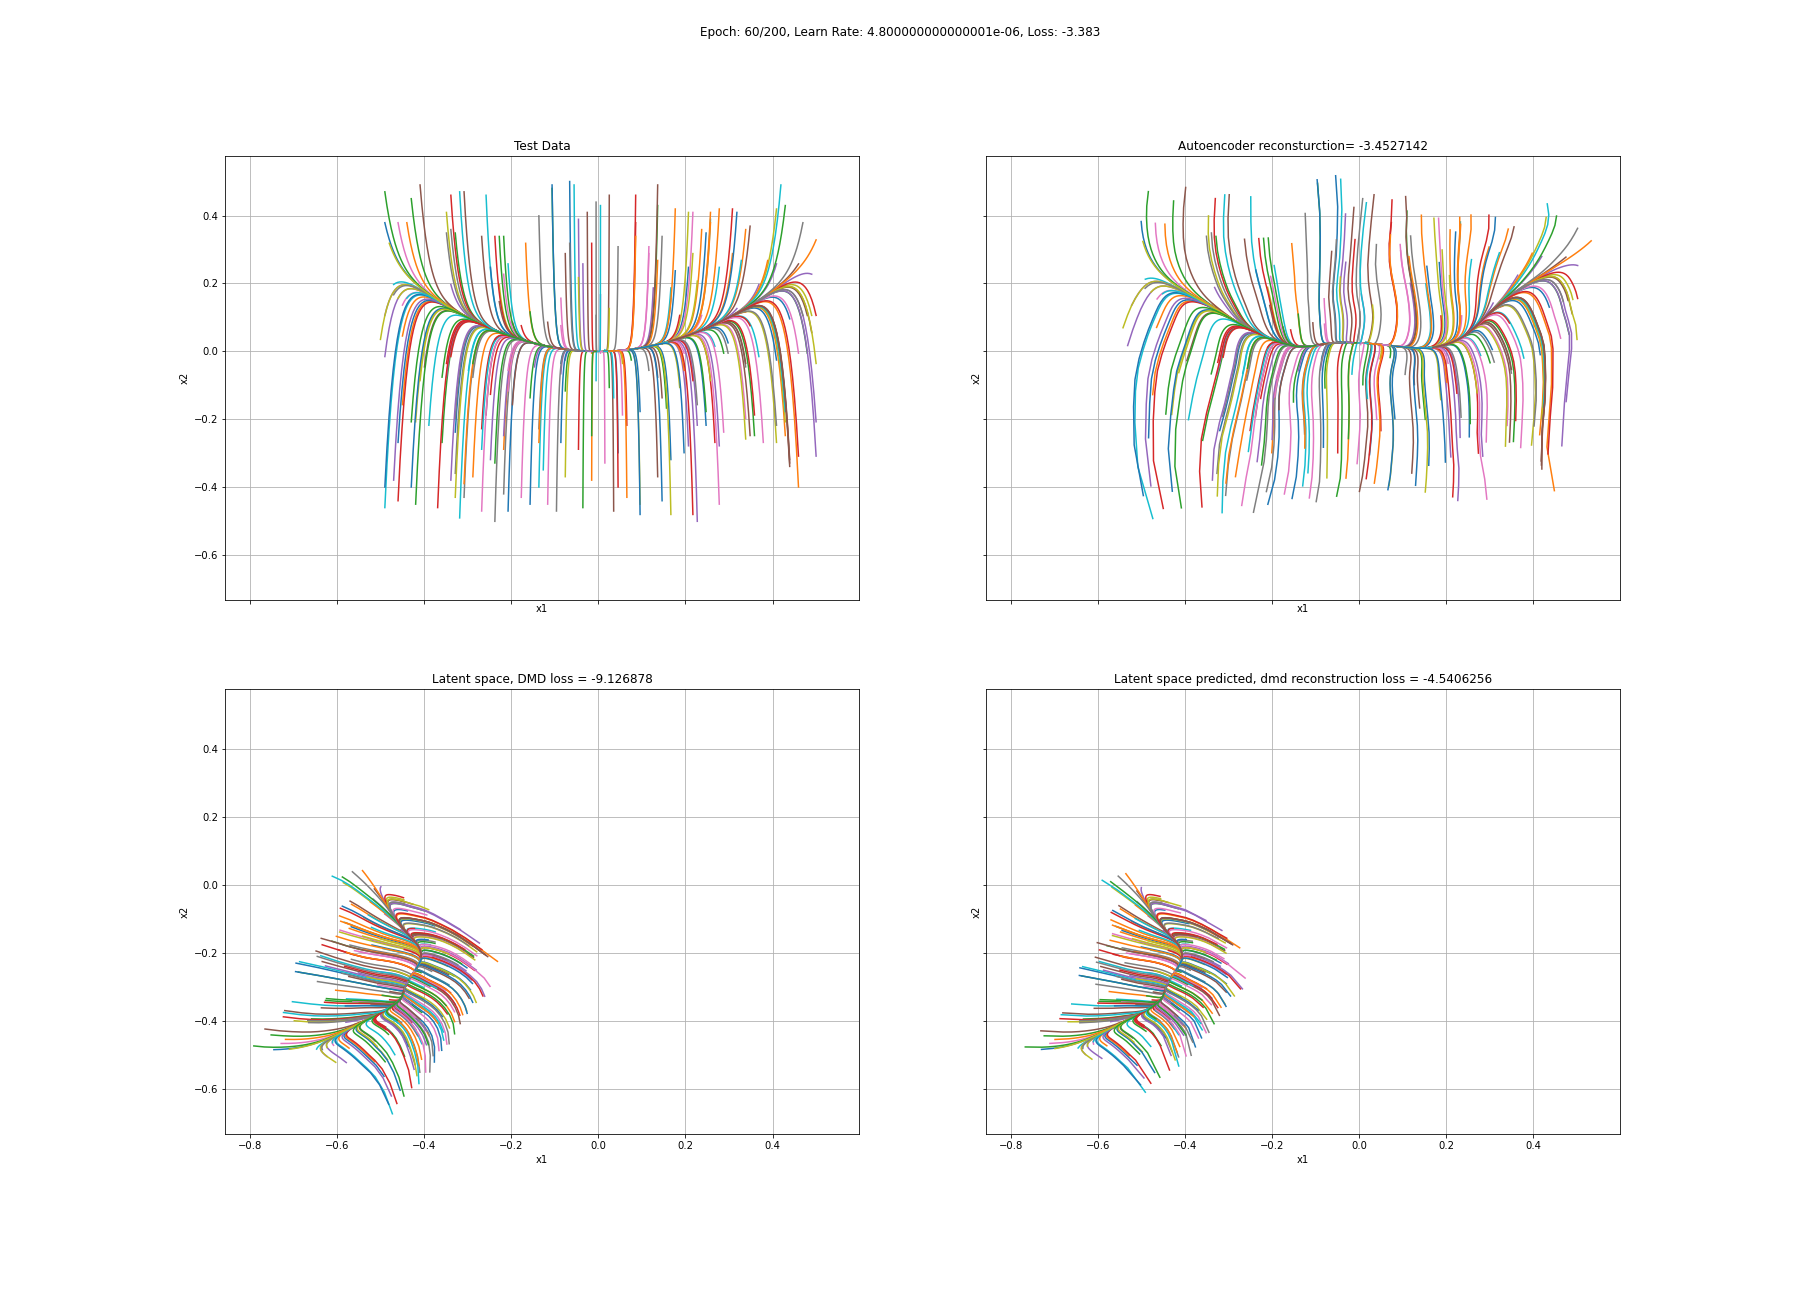 Epoch: 60/200, Learn Rate: 4.800000000000001e-06, Loss: -3.383
Test Data
0.4
0.2
0.0
−0.2
−0.4
−0.6
x2
x1
Autoencoder reconsturction= -3.4527142
x2
x1
Latent space, DMD loss = -9.126878
0.4
0.2
0.0
−0.2
−0.4
−0.6
x2
−0.8 −0.6 −0.4 −0.2 0.0 0.2 0.4
x1
Latent space predicted, dmd reconstruction loss = -4.5406256
x2
−0.8 −0.6 −0.4 −0.2 0.0 0.2 0.4
x1